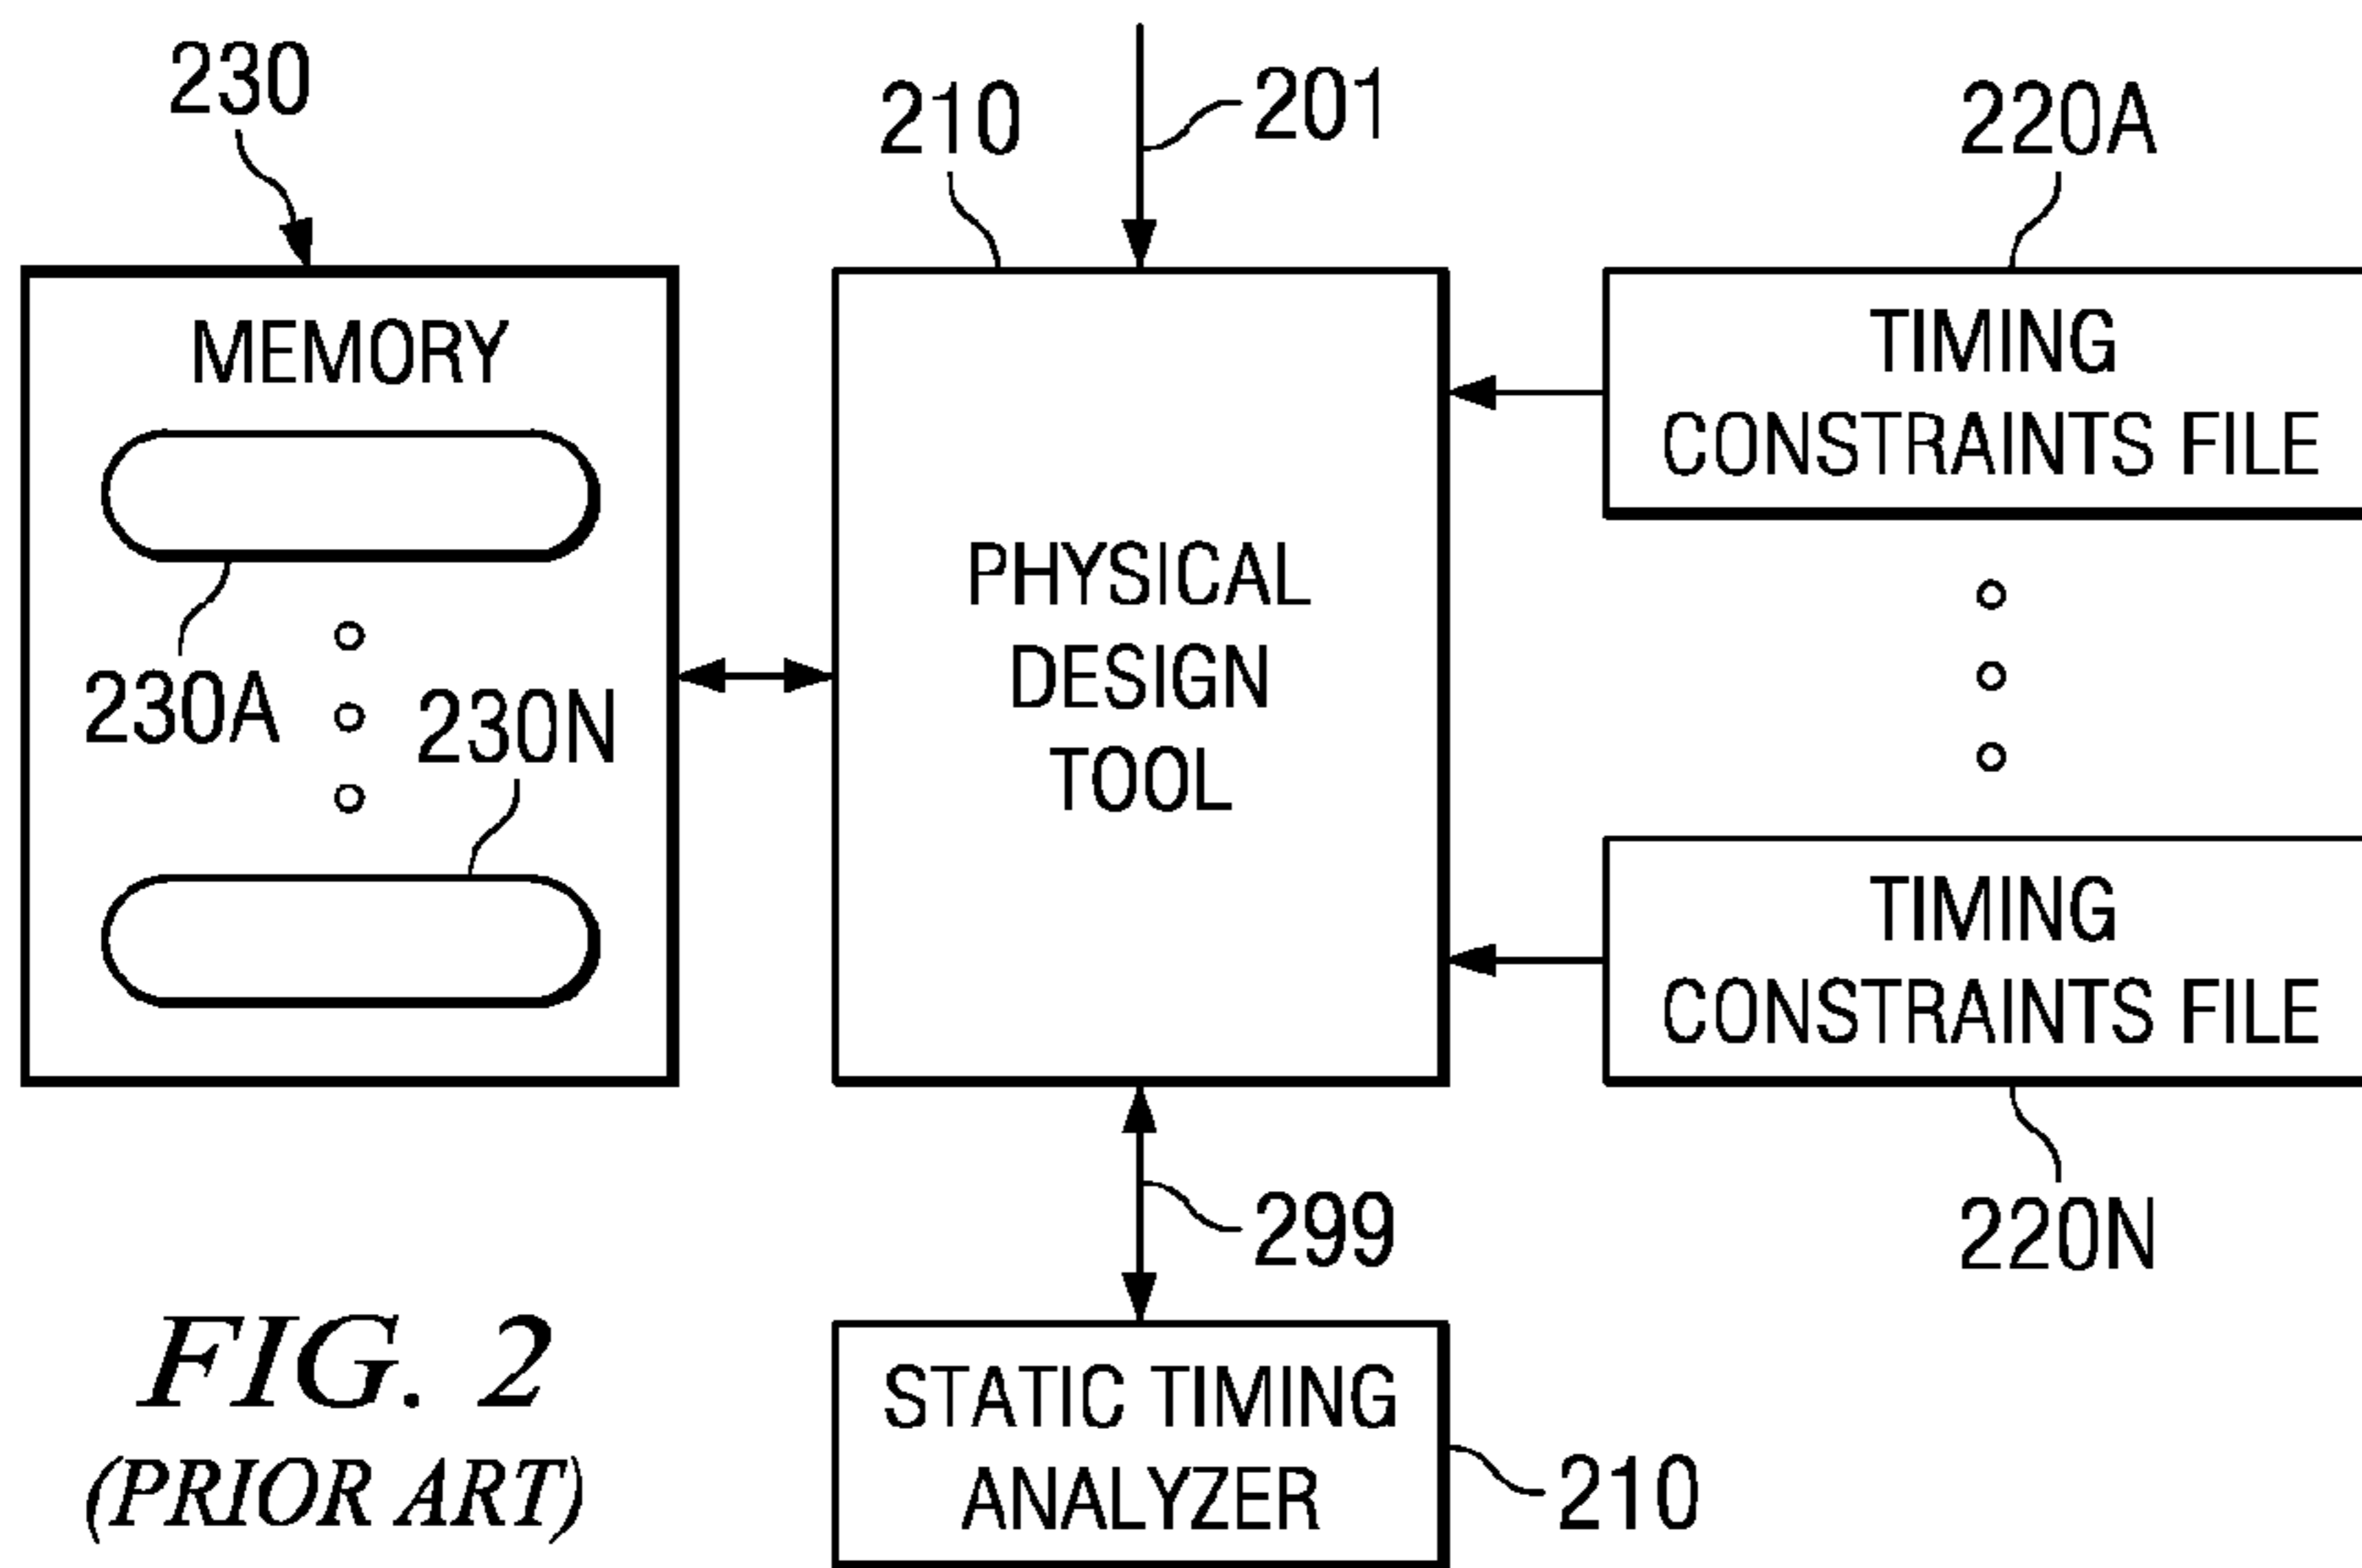 230
210
201
220A
MEMORY
230A
230N
PHYSICAL
DESIGN
TOOL
TIMING
CONSTRAINTS FILE
TIMING
CONSTRAINTS FILE
220N
299
STATIC TIMING
ANALYZER
210
FIG. 2
(PRIOR ART)